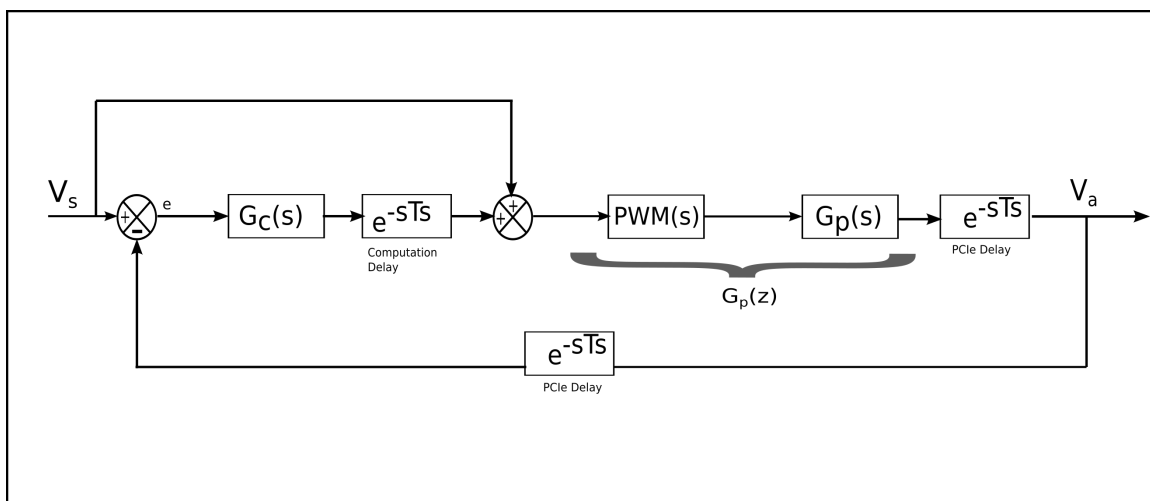 Vs
+
-
e
Gc(s)
e-sTs
Computation
Delay
+
+
PWM(s)
Gp(s)
e-sTs
PCIe Delay
Va
Gp(z)
e-sTs
PCIe Delay